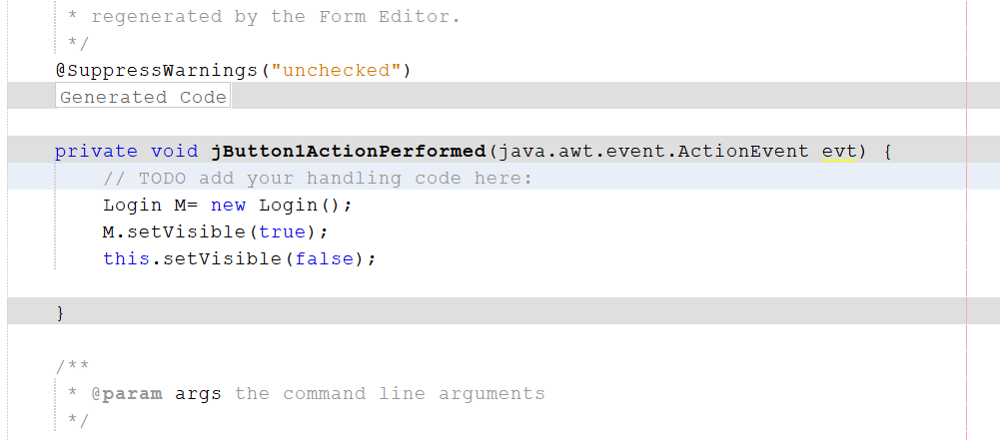 * regenerated by the Form Editor.
*/
@SuppressWarnings("unchecked")
Generated Code
private void jButton1ActionPerformed(java.awt.event.ActionEvent evt) {
// TODO add your handling code here:
Login M= new Login();
M.setVisible(true);
this.setVisible(false);
}
/**
* @param args the command line arguments
*/